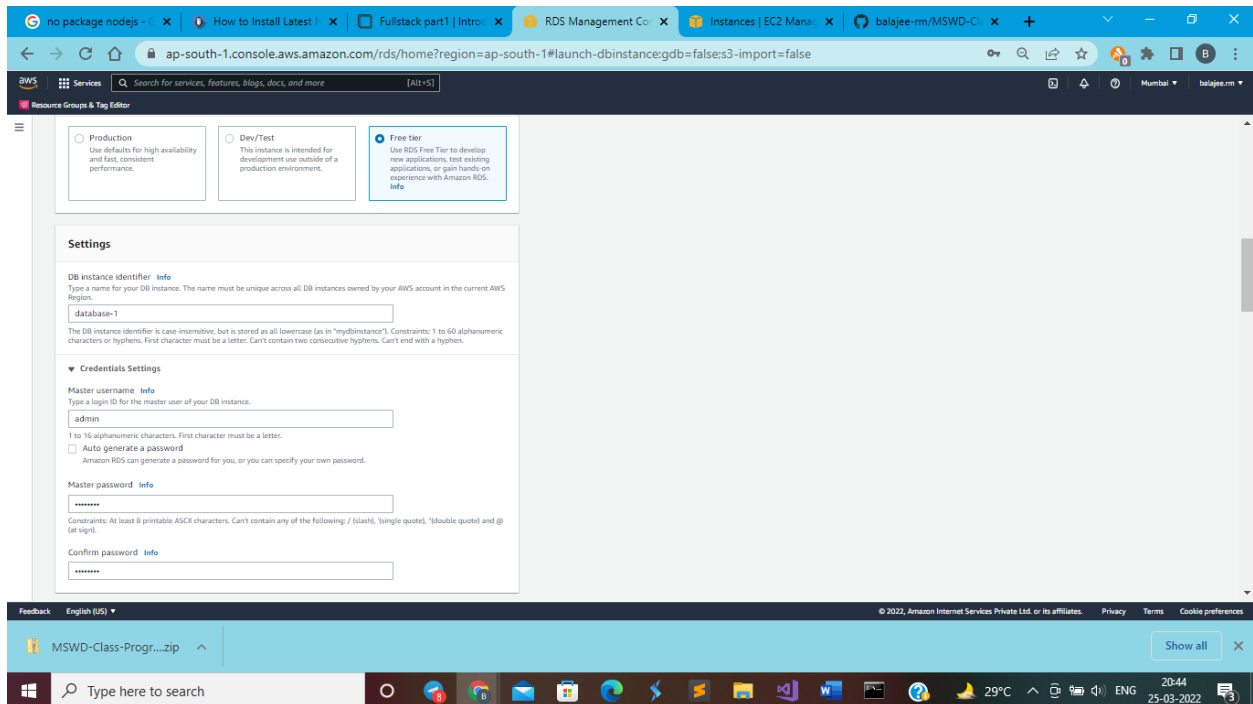 no package nodejs - G
How to Install Latest N
Fullstack part1 | Introd
RDS Management Con
Instances | EC2 Manag
balajee-rm/MSWD-Cla
ap-south-1.console.aws.amazon.com/rds/home?region=ap-south-1#launch-dbinstance:gdb=false;s3-import=false
B
aws
Services
Search for services, features, blogs, docs, and more
[Alt+S]
Mumbai
balajee.rm
Resource Groups & Tag Editor
Production
Use defaults for high availability
and fast, consistent
performance.
Dev/Test
This instance is intended for
development use outside of a
production environment.
Free tier
Use RDS Free Tier to develop
new applications, test existing
applications, or gain hands-on
experience with Amazon RDS.
Info
Settings
DB instance identifier Info
Type a name for your DB instance. The name must be unique across all DB instances owned by your AWS account in the current AWS
Region.
database-1
The DB instance identifier is case-insensitive, but is stored as all lowercase (as in "mydbinstance"). Constraints: 1 to 60 alphanumeric
characters or hyphens. First character must be a letter. Can't contain two consecutive hyphens. Can't end with a hyphen.
Credentials Settings
Master username Info
Type a login ID for the master user of your DB instance.
admin
1 to 16 alphanumeric characters. First character must be a letter.
Auto generate a password
Amazon RDS can generate a password for you, or you can specify your own password.
Master password Info
••••••••
Constraints: At least 8 printable ASCII characters. Can't contain any of the following: / (slash), '(single quote), "(double quote) and @
(at sign).
Confirm password Info
••••••••
Feedback
English (US)
© 2022, Amazon Internet Services Private Ltd. or its affiliates.
Privacy
Terms
Cookie preferences
MSWD-Class-Progr....zip
Show all
Type here to search
29°C
ENG
20:44
25-03-2022
3